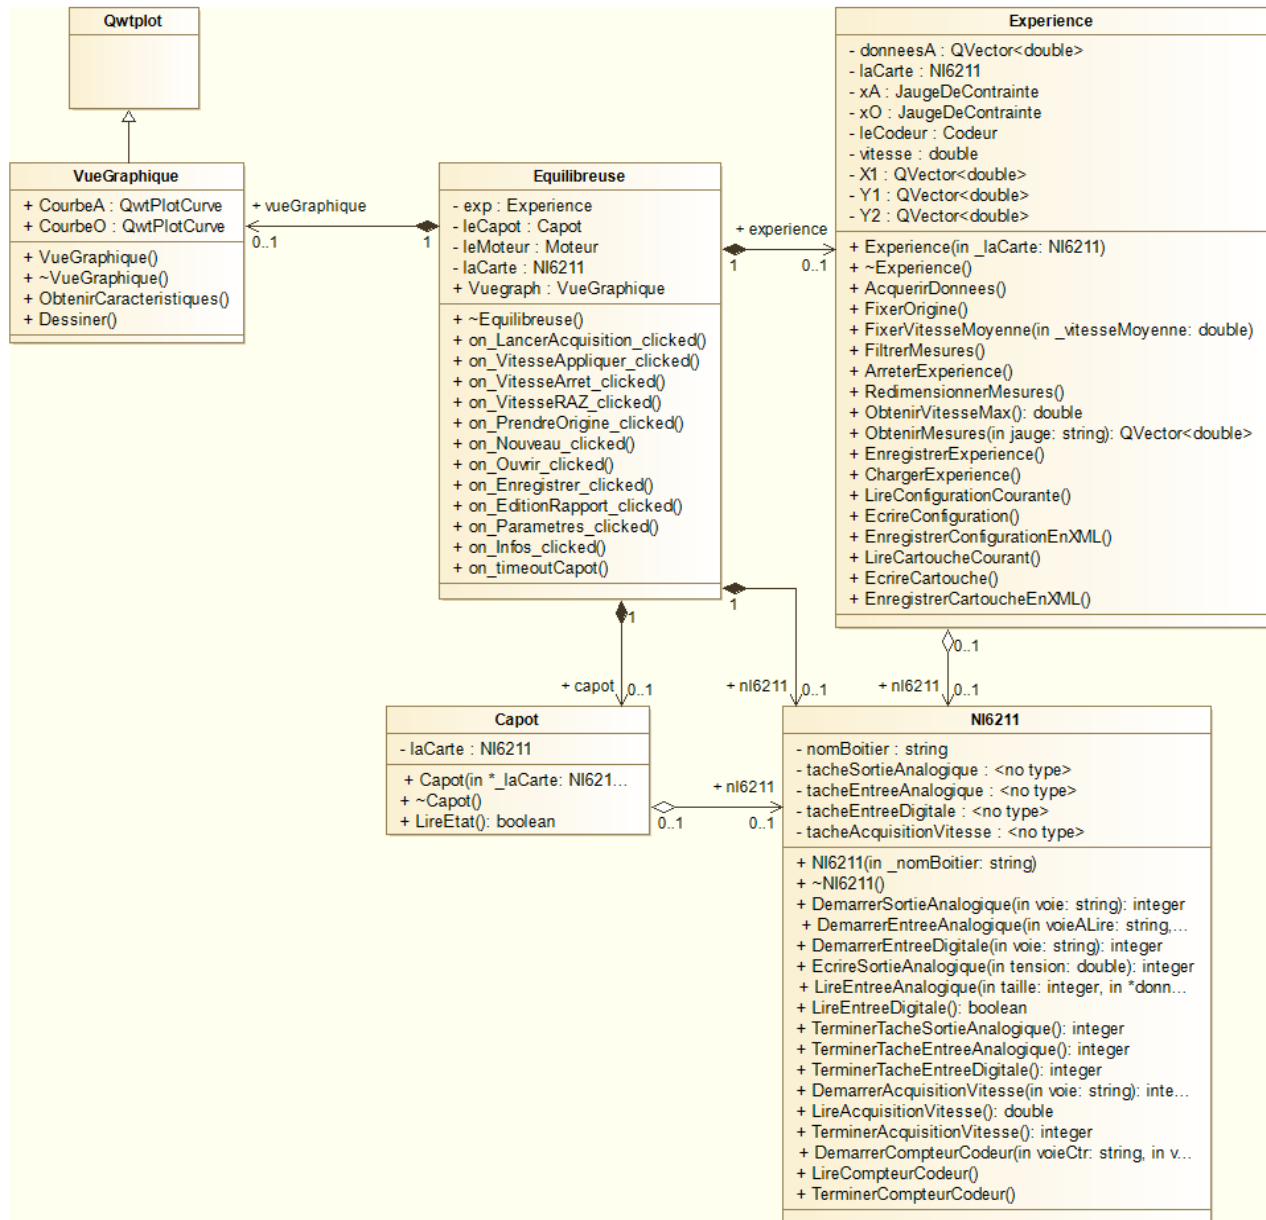 Qwtplot
VueGraphique
+ CourbeA : QwtPlotCurve
+ CourbeO : QwtPlotCurve
+ VueGraphique()
+ ~VueGraphique()
+ ObtenirCaracteristiques()
+ Dessiner()
+ vueGraphique
0..1
1
Equilibreuse
- exp : Experience
- leCapot : Capot
- leMoteur : Moteur
- laCarte : NI6211
+ Vuegraph : VueGraphique
+ ~Equilibreuse()
+ on_LancerAcquisition_clicked()
+ on_VitesseAppliquer_clicked()
+ on_VitesseArret_clicked()
+ on_VitesseRAZ_clicked()
+ on_PrendreOrigine_clicked()
+ on_Nouveau_clicked()
+ on_Ouvrir_clicked()
+ on_Enregistrer_clicked()
+ on_EditionRapport_clicked()
+ on_Parametres_clicked()
+ on_Infos_clicked()
+ on_timeoutCapot()
+ experience
1
0..1
Experience
- donneesA : QVector<double>
- laCarte : NI6211
- xA : JaugeDeContrainte
- xO : JaugeDeContrainte
- leCodeur : Codeur
- vitesse : double
- X1 : QVector<double>
- Y1 : QVector<double>
- Y2 : QVector<double>
+ Experience(in _laCarte: NI6211)
+ ~Experience()
+ AcquerirDonnees()
+ FixerOrigine()
+ FixerVitesseMoyenne(in _vitesseMoyenne: double)
+ FiltrerMesures()
+ ArreterExperience()
+ RedimensionnerMesures()
+ ObtenirVitesseMax(): double
+ ObtenirMesures(in jauge: string): QVector<double>
+ EnregistrerExperience()
+ ChargerExperience()
+ LireConfigurationCourante()
+ EcrireConfiguration()
+ EnregistrerConfigurationEnXML()
+ LireCartoucheCourant()
+ EcrireCartouche()
+ EnregistrerCartoucheEnXML()
1
1
0..1
+ capot
0..1
+ nI6211
0..1
+ nI6211
0..1
Capot
- laCarte : NI6211
+ Capot(in *_laCarte: NI621...
+ ~Capot()
+ LireEtat(): boolean
+ nI6211
0..1
0..1
NI6211
- nomBoitier : string
- tacheSortieAnalogique : <no type>
- tacheEntreeAnalogique : <no type>
- tacheEntreeDigitale : <no type>
- tacheAcquisitionVitesse : <no type>
+ NI6211(in _nomBoitier: string)
+ ~NI6211()
+ DemarrerSortieAnalogique(in voie: string): integer
+ DemarrerEntreeAnalogique(in voieALire: string,...
+ DemarrerEntreeDigitale(in voie: string): integer
+ EcrireSortieAnalogique(in tension: double): integer
+ LireEntreeAnalogique(in taille: integer, in *donn...
+ LireEntreeDigitale(): boolean
+ TerminerTacheSortieAnalogique(): integer
+ TerminerTacheEntreeAnalogique(): integer
+ TerminerTacheEntreeDigitale(): integer
+ DemarrerAcquisitionVitesse(in voie: string): inte...
+ LireAcquisitionVitesse(): double
+ TerminerAcquisitionVitesse(): integer
+ DemarrerCompteurCodeur(in voieCtr: string, in v...
+ LireCompteurCodeur()
+ TerminerCompteurCodeur()